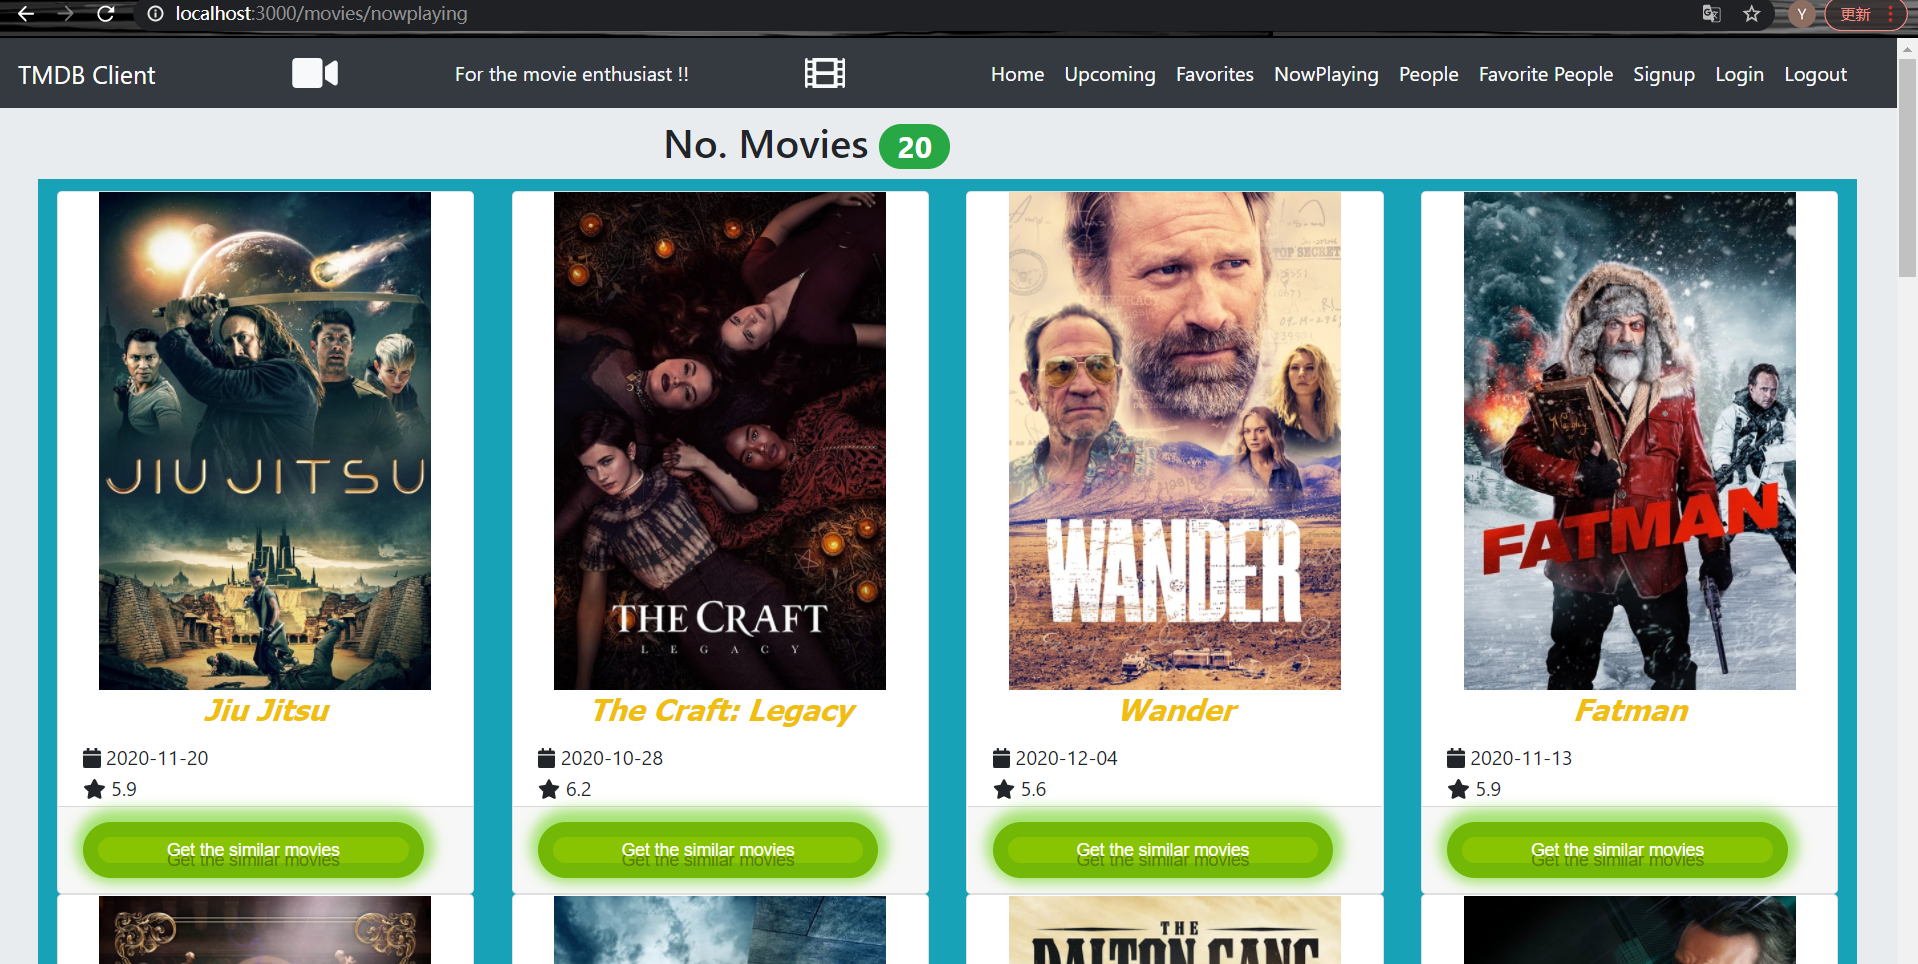 localhost:3000/movies/nowplaying
Y
更新
TMDB Client
For the movie enthusiast !!
Home Upcoming Favorites NowPlaying People Favorite People Signup Login Logout
No. Movies 20
JIU JITSU
THE CRAFT
LEGACY
TOP SECRET
WANDER
FATMAN
Jiu Jitsu
The Craft: Legacy
Wander
Fatman
2020-11-20
2020-10-28
2020-12-04
2020-11-13
5.9
6.2
5.6
5.9
Get the similar movies
Get the similar movies
Get the similar movies
Get the similar movies
THE
DALTON GANG